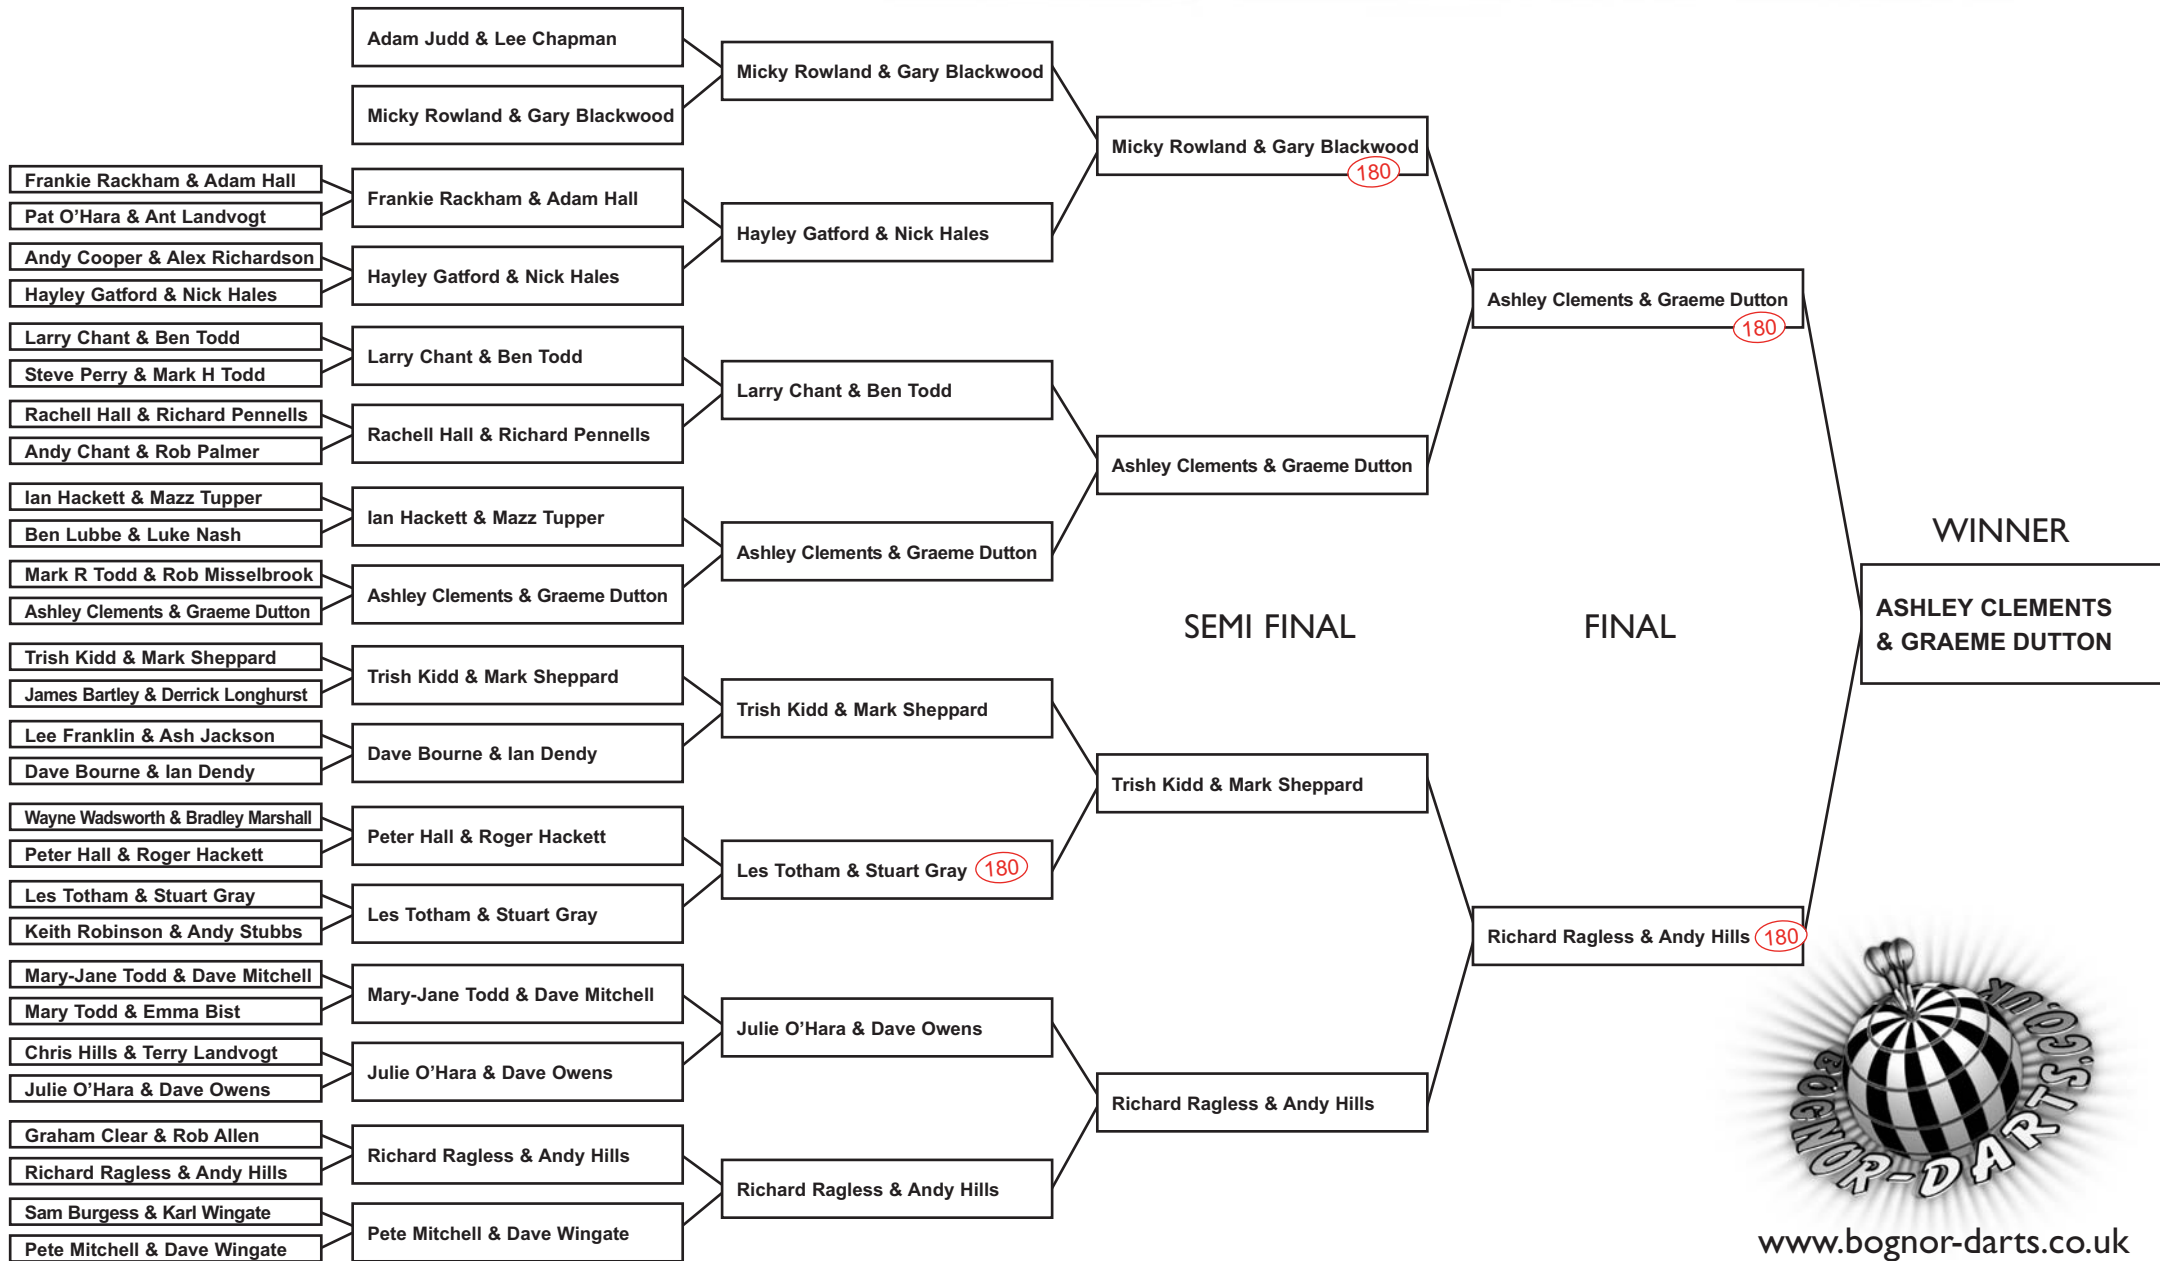 Adam Judd & Lee Chapman
Micky Rowland & Gary Blackwood
Frankie Rackham & Adam Hall
Pat O’Hara & Ant Landvogt
Andy Cooper & Alex Richardson
Hayley Gatford & Nick Hales
Larry Chant & Ben Todd
Steve Perry & Mark H Todd
Rachell Hall & Richard Pennells
Andy Chant & Rob Palmer
Ian Hackett & Mazz Tupper
Ben Lubbe & Luke Nash
Mark R Todd & Rob Misselbrook
Ashley Clements & Graeme Dutton
Trish Kidd & Mark Sheppard
James Bartley & Derrick Longhurst
Lee Franklin & Ash Jackson
Dave Bourne & Ian Dendy
Wayne Wadsworth & Bradley Marshall
Peter Hall & Roger Hackett
Les Totham & Stuart Gray
Keith Robinson & Andy Stubbs
Mary-Jane Todd & Dave Mitchell
Mary Todd & Emma Bist
Chris Hills & Terry Landvogt
Julie O’Hara & Dave Owens
Graham Clear & Rob Allen
Richard Ragless & Andy Hills
Sam Burgess & Karl Wingate
Pete Mitchell & Dave Wingate
Frankie Rackham & Adam Hall
Hayley Gatford & Nick Hales
Larry Chant & Ben Todd
Rachell Hall & Richard Pennells
Ian Hackett & Mazz Tupper
Ashley Clements & Graeme Dutton
Trish Kidd & Mark Sheppard
Dave Bourne & Ian Dendy
Peter Hall & Roger Hackett
Les Totham & Stuart Gray
Mary-Jane Todd & Dave Mitchell
Julie O’Hara & Dave Owens
Richard Ragless & Andy Hills
Pete Mitchell & Dave Wingate
Micky Rowland & Gary Blackwood
Hayley Gatford & Nick Hales
Larry Chant & Ben Todd
Ashley Clements & Graeme Dutton
Trish Kidd & Mark Sheppard
Les Totham & Stuart Gray 180
Julie O’Hara & Dave Owens
Richard Ragless & Andy Hills
Micky Rowland & Gary Blackwood
180
Ashley Clements & Graeme Dutton
SEMI FINAL
Trish Kidd & Mark Sheppard
Richard Ragless & Andy Hills
Ashley Clements & Graeme Dutton
180
FINAL
Richard Ragless & Andy Hills 180
WINNER
ASHLEY CLEMENTS
& GRAEME DUTTON
BOGNOR-DARTS.CO.UK
www.bognor-darts.co.uk